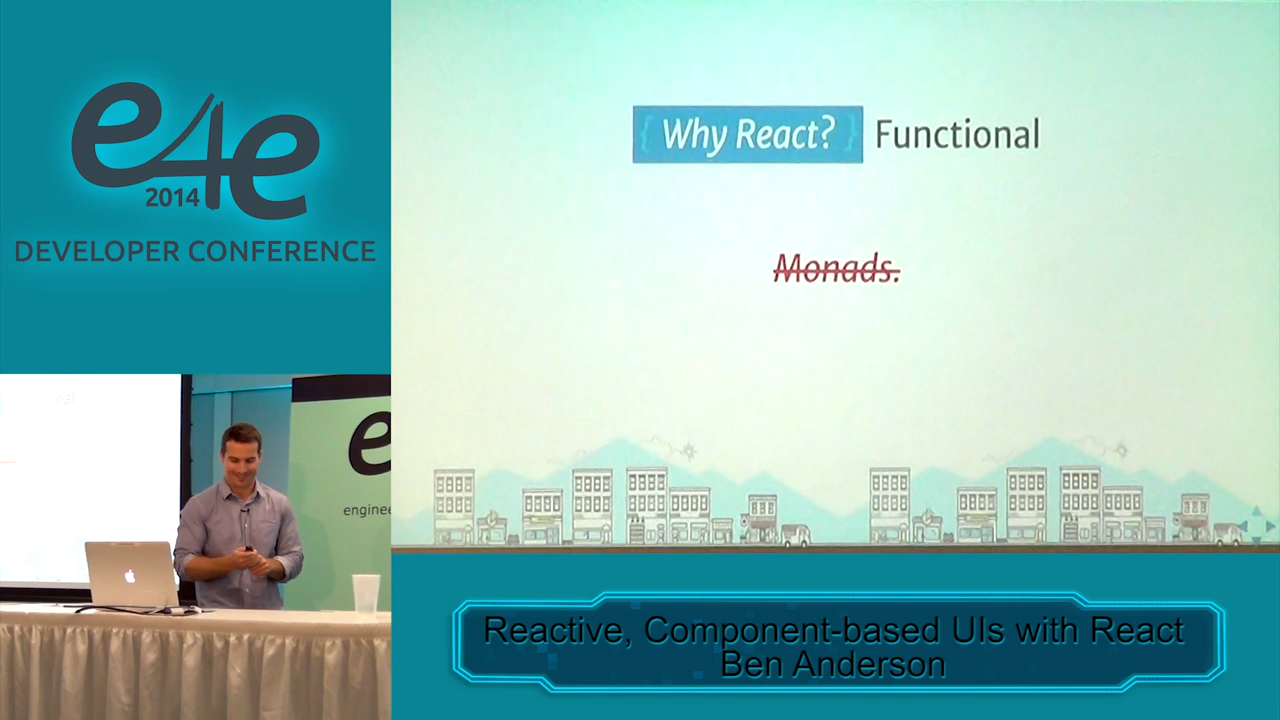 e4e
2014
DEVELOPER CONFERENCE
{ Why React? } Functional
Monads.
e
enginee
Reactive, Component-based UIs with React
Ben Anderson